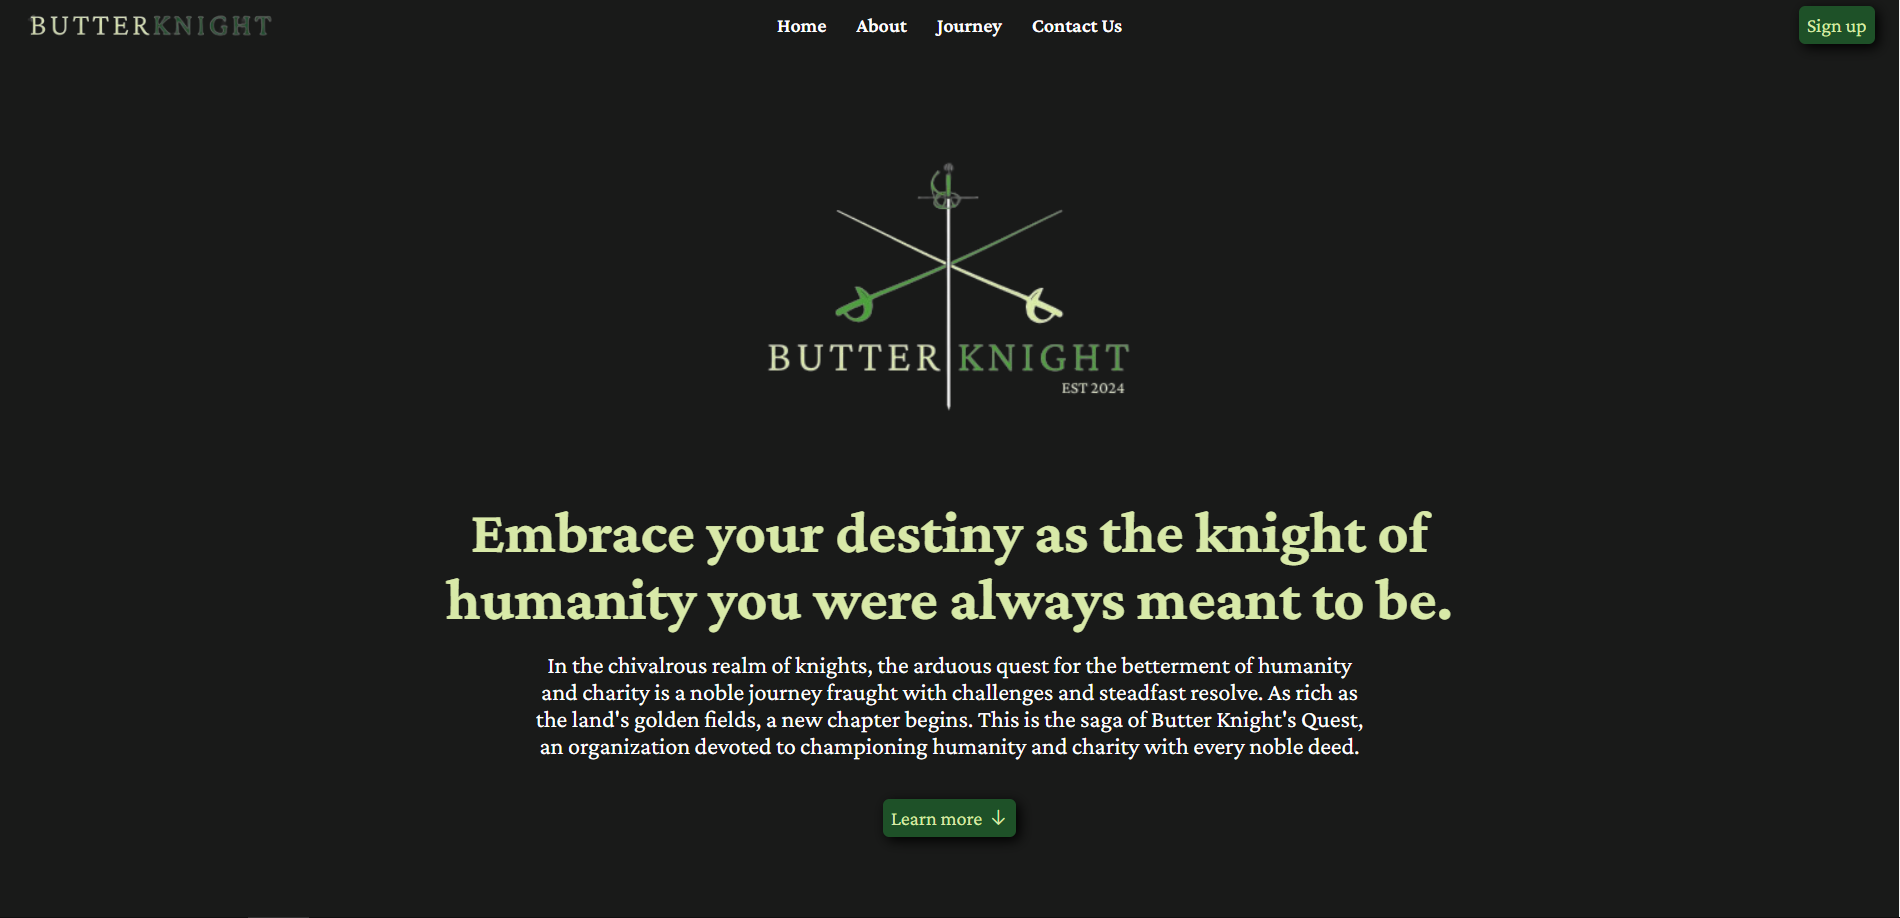 BUTTERKNIGHT
Home About Journey Contact Us
Sign up
BUTTER KNIGHT
EST 2024
Embrace your destiny as the knight of
humanity you were always meant to be.
In the chivalrous realm of knights, the arduous quest for the betterment of humanity
and charity is a noble journey fraught with challenges and steadfast resolve. As rich as
the land's golden fields, a new chapter begins. This is the saga of Butter Knight's Quest,
an organization devoted to championing humanity and charity with every noble deed.
Learn more ↓